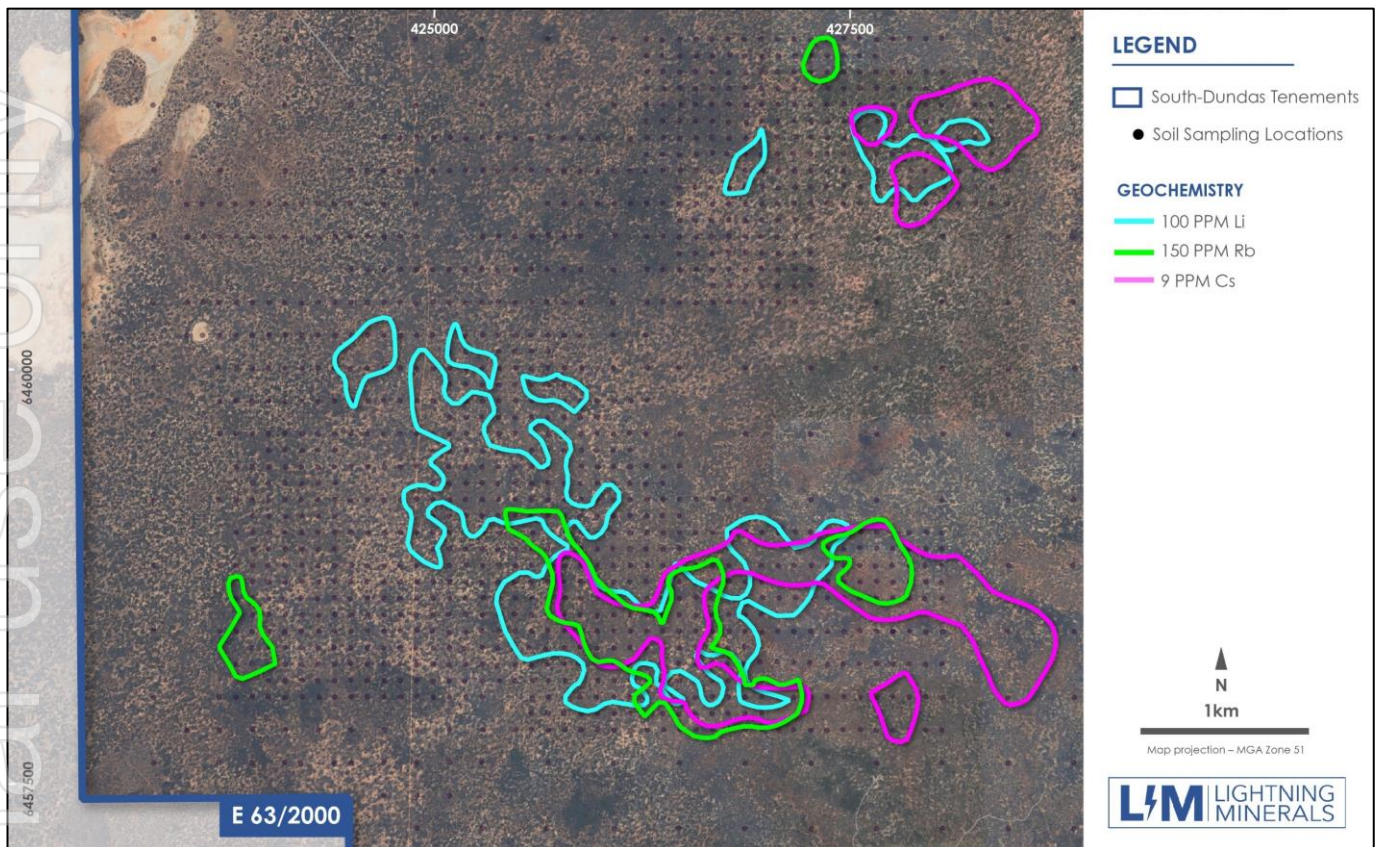 425000
427500
6460000
6457500
E 63/2000
LEGEND
South-Dundas Tenements
Soil Sampling Locations
GEOCHEMISTRY
100 PPM Li
150 PPM Rb
9 PPM Cs
N
1km
Map projection – MGA Zone 51
LM
LIGHTNING
MINERALS